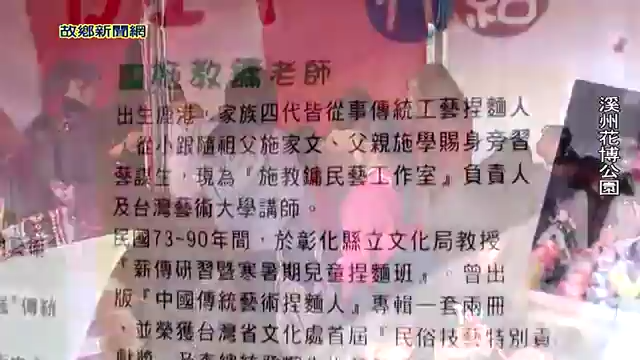 故鄉新聞網
施教鏞老師
出生鹿港，家族四代皆從事傳統工藝捏麵人
，從小跟隨祖父施家文、父親施學賜身旁習
藝謀生，現為『施教鏞民藝工作室』負責人
及台灣藝術大學講師。
民國73~90年間，於彰化縣立文化局教授
『薪傳研習暨寒暑期兒童捏麵班』。曾出
版『中國傳統藝術捏麵人』專輯一套兩冊
，並榮獲台灣省文化處首屆『民俗技藝特別貢
溪州花博公園